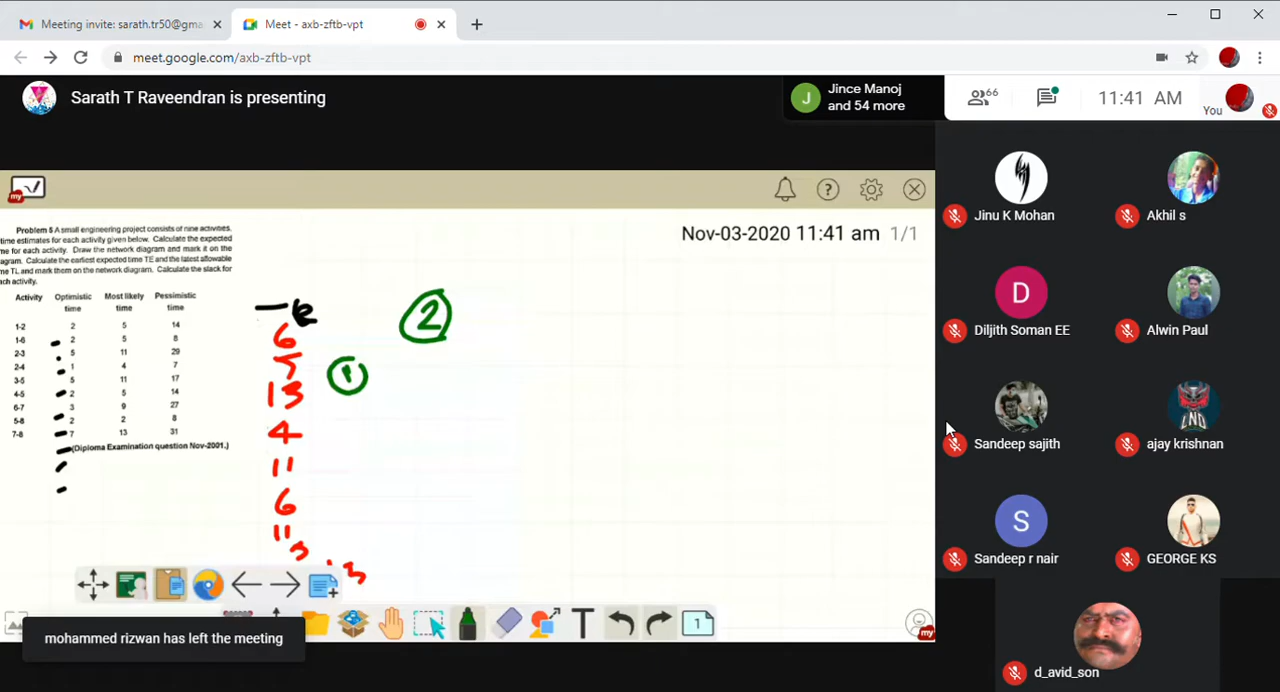 Meeting invite: sarath.tr50@gma
Meet - axb-zftb-vpt
meet.google.com/axb-zftb-vpt
Sarath T Raveendran is presenting
J
Jince Manoj
and 54 more
66
11:41 AM
You
my
Nov-03-2020 11:41 am 1/1
Problem 5 A small engineering project consists of nine activities.
time estimates for each activity given below. Calculate the expected
me for each activity. Draw the network diagram and mark it on the
agram. Calculate the earliest expected time TE and the latest allowable
me TL and mark them on the network diagram. Calculate the slack for
ach activity.
Activity Optimistic time Most likely time Pessimistic time
1-2 2 5 14
1-6 2 5 8
2-3 5 11 29
2-4 1 4 7
3-5 5 11 17
4-5 2 5 14
6-7 3 9 27
5-8 2 2 8
7-8 7 13 31
(Diploma Examination question Nov-2001.)
6
5
13
4
11
6
11
3
13
1
2
Jinu K Mohan
Akhil s
D
Diljith Soman EE
Alwin Paul
Sandeep sajith
LND
ajay krishnan
S
Sandeep r nair
GEORGE KS
d_avid_son
T
1
my
mohammed rizwan has left the meeting